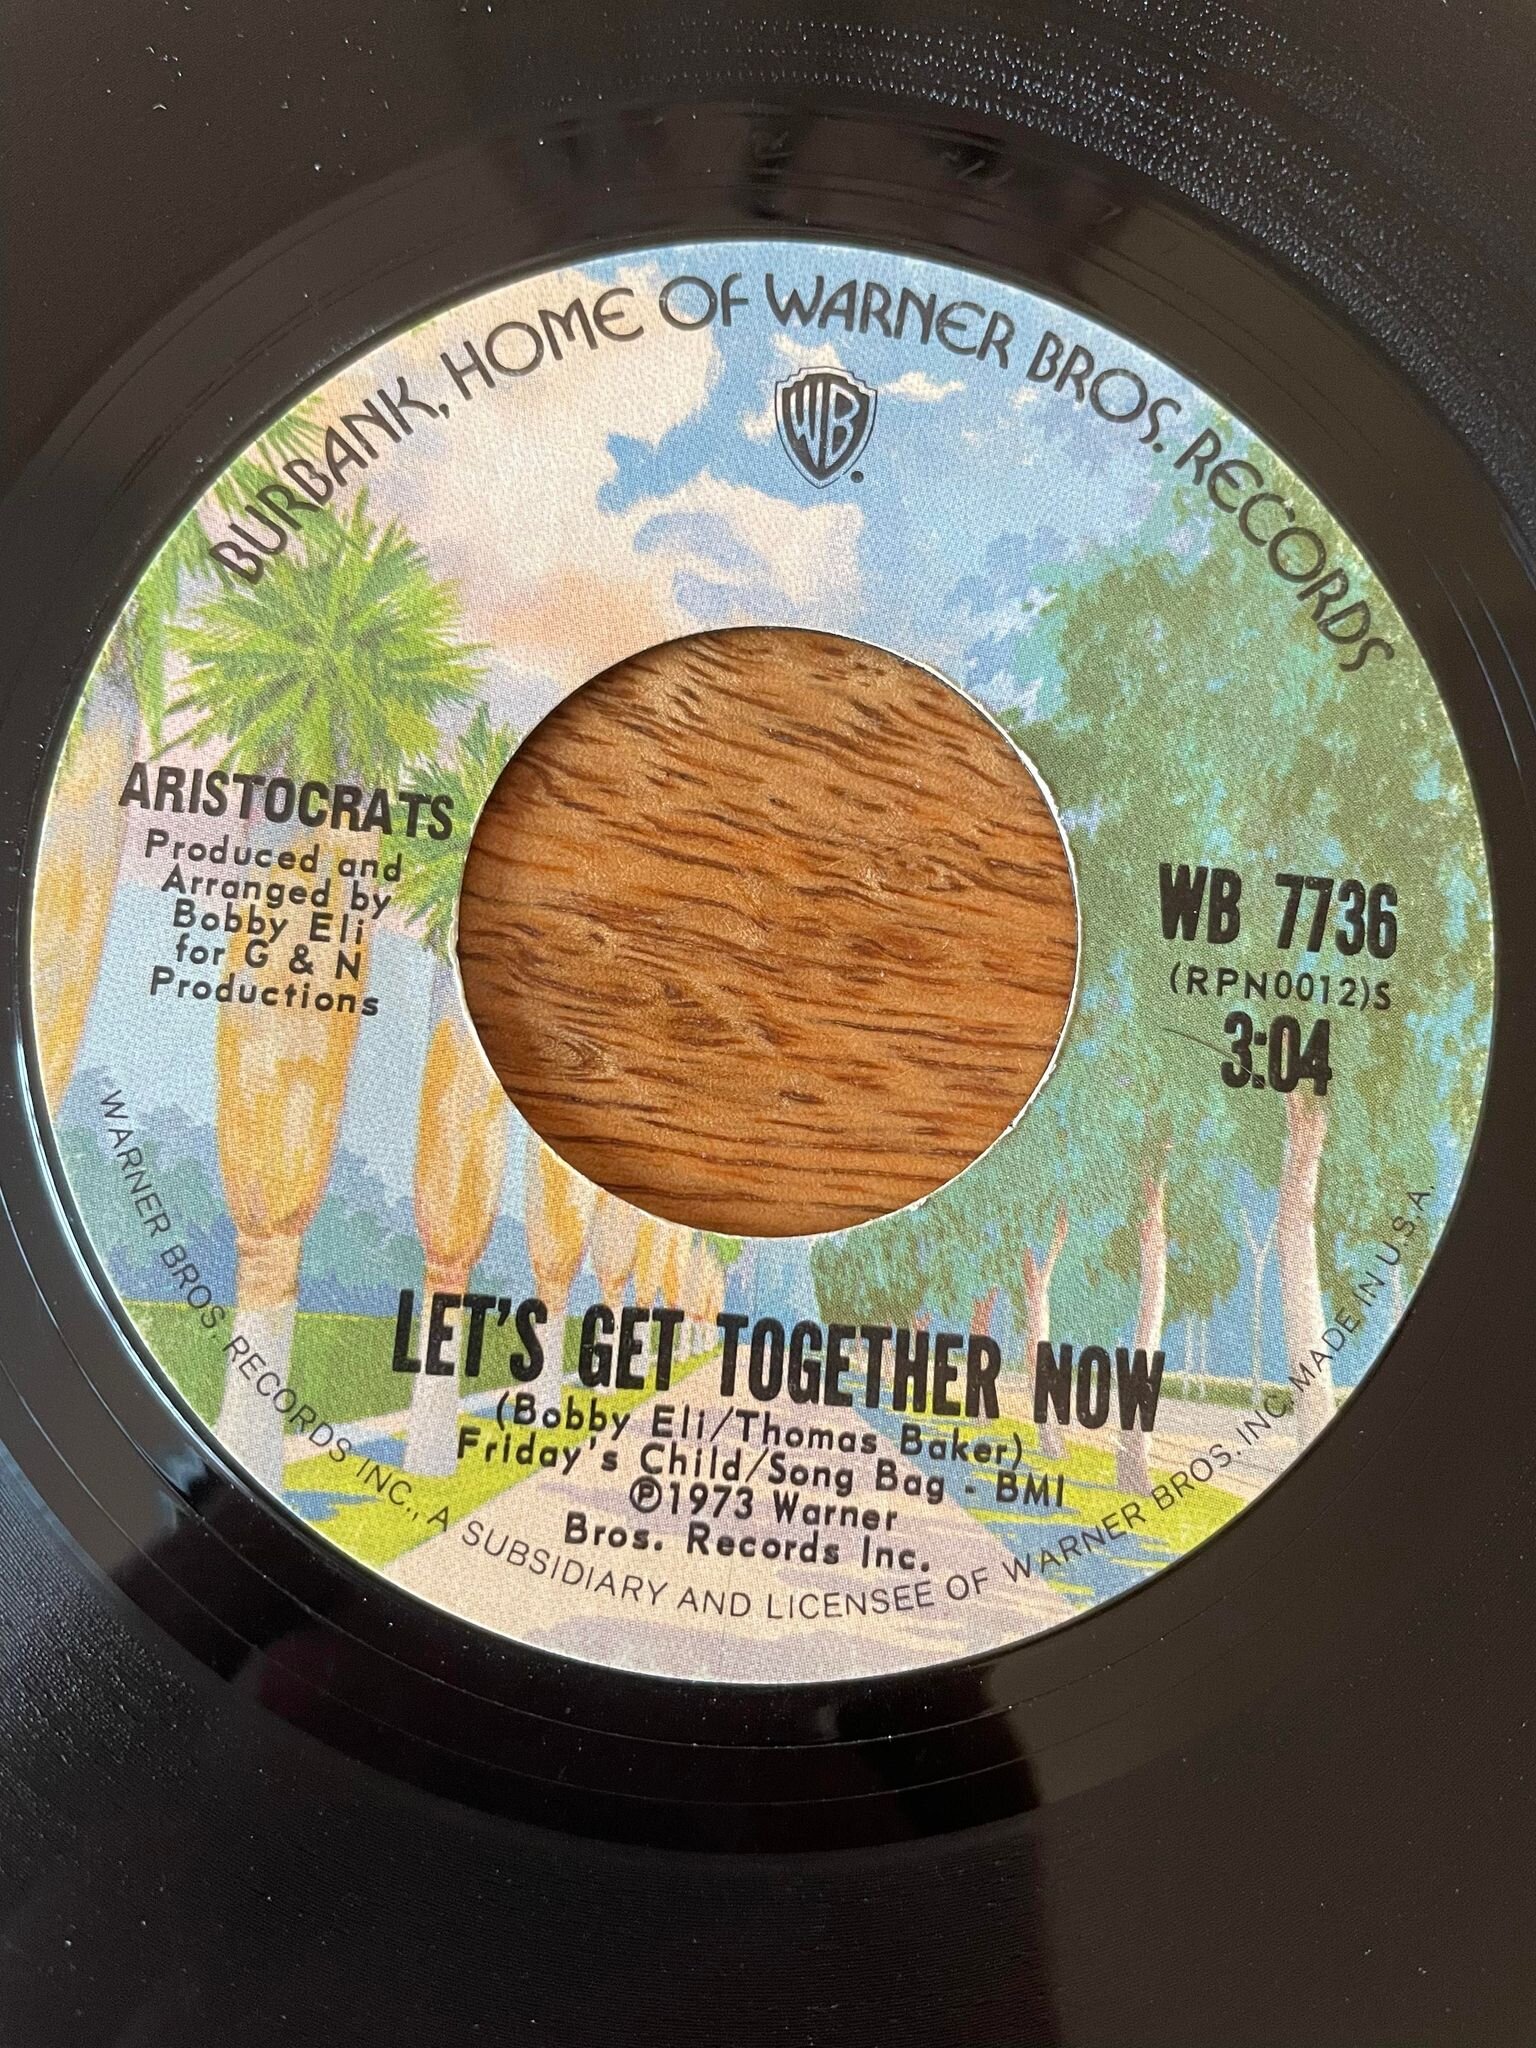 BURBANK, HOME OF WARNER BROS. RECORDS
WB
ARISTOCRATS
Produced and
Arranged by
Bobby Eli
for G & N
Productions
WB 7736
(RPN0012)S
3:04
LET'S GET TOGETHER NOW
(Bobby Eli/Thomas Baker)
Friday's Child/Song Bag - BMI
℗1973 Warner
Bros. Records Inc.
WARNER BROS. RECORDS INC., A SUBSIDIARY AND LICENSEE OF WARNER BROS. INC. MADE IN U.S.A.